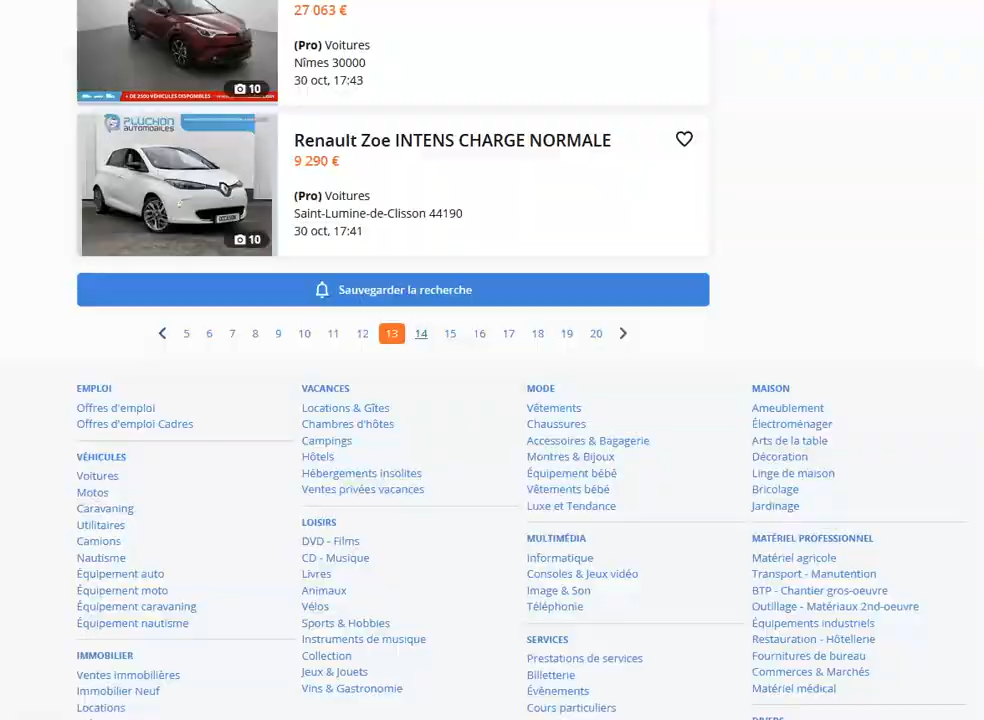 27 063 €
(Pro) Voitures
Nîmes 30000
30 oct, 17:43
10
+ DE 2500 VÉHICULES DISPONIBLES
PLUCHON
AUTOMOBILES
OCCASION
10
Renault Zoe INTENS CHARGE NORMALE
9 290 €
(Pro) Voitures
Saint-Lumine-de-Clisson 44190
30 oct, 17:41
Sauvegarder la recherche
5 6 7 8 9 10 11 12 13 14 15 16 17 18 19 20
EMPLOI
Offres d'emploi
Offres d'emploi Cadres
VÉHICULES
Voitures
Motos
Caravaning
Utilitaires
Camions
Nautisme
Équipement auto
Équipement moto
Équipement caravaning
Équipement nautisme
IMMOBILIER
Ventes immobilières
Immobilier Neuf
Locations
VACANCES
Locations & Gîtes
Chambres d'hôtes
Campings
Hôtels
Hébergements insolites
Ventes privées vacances
LOISIRS
DVD - Films
CD - Musique
Livres
Animaux
Vélos
Sports & Hobbies
Instruments de musique
Collection
Jeux & Jouets
Vins & Gastronomie
MODE
Vêtements
Chaussures
Accessoires & Bagagerie
Montres & Bijoux
Équipement bébé
Vêtements bébé
Luxe et Tendance
MULTIMÉDIA
Informatique
Consoles & Jeux vidéo
Image & Son
Téléphonie
SERVICES
Prestations de services
Billetterie
Évènements
Cours particuliers
MAISON
Ameublement
Électroménager
Arts de la table
Décoration
Linge de maison
Bricolage
Jardinage
MATÉRIEL PROFESSIONNEL
Matériel agricole
Transport - Manutention
BTP - Chantier gros-oeuvre
Outillage - Matériaux 2nd-oeuvre
Équipements industriels
Restauration - Hôtellerie
Fournitures de bureau
Commerces & Marchés
Matériel médical
DIVERS